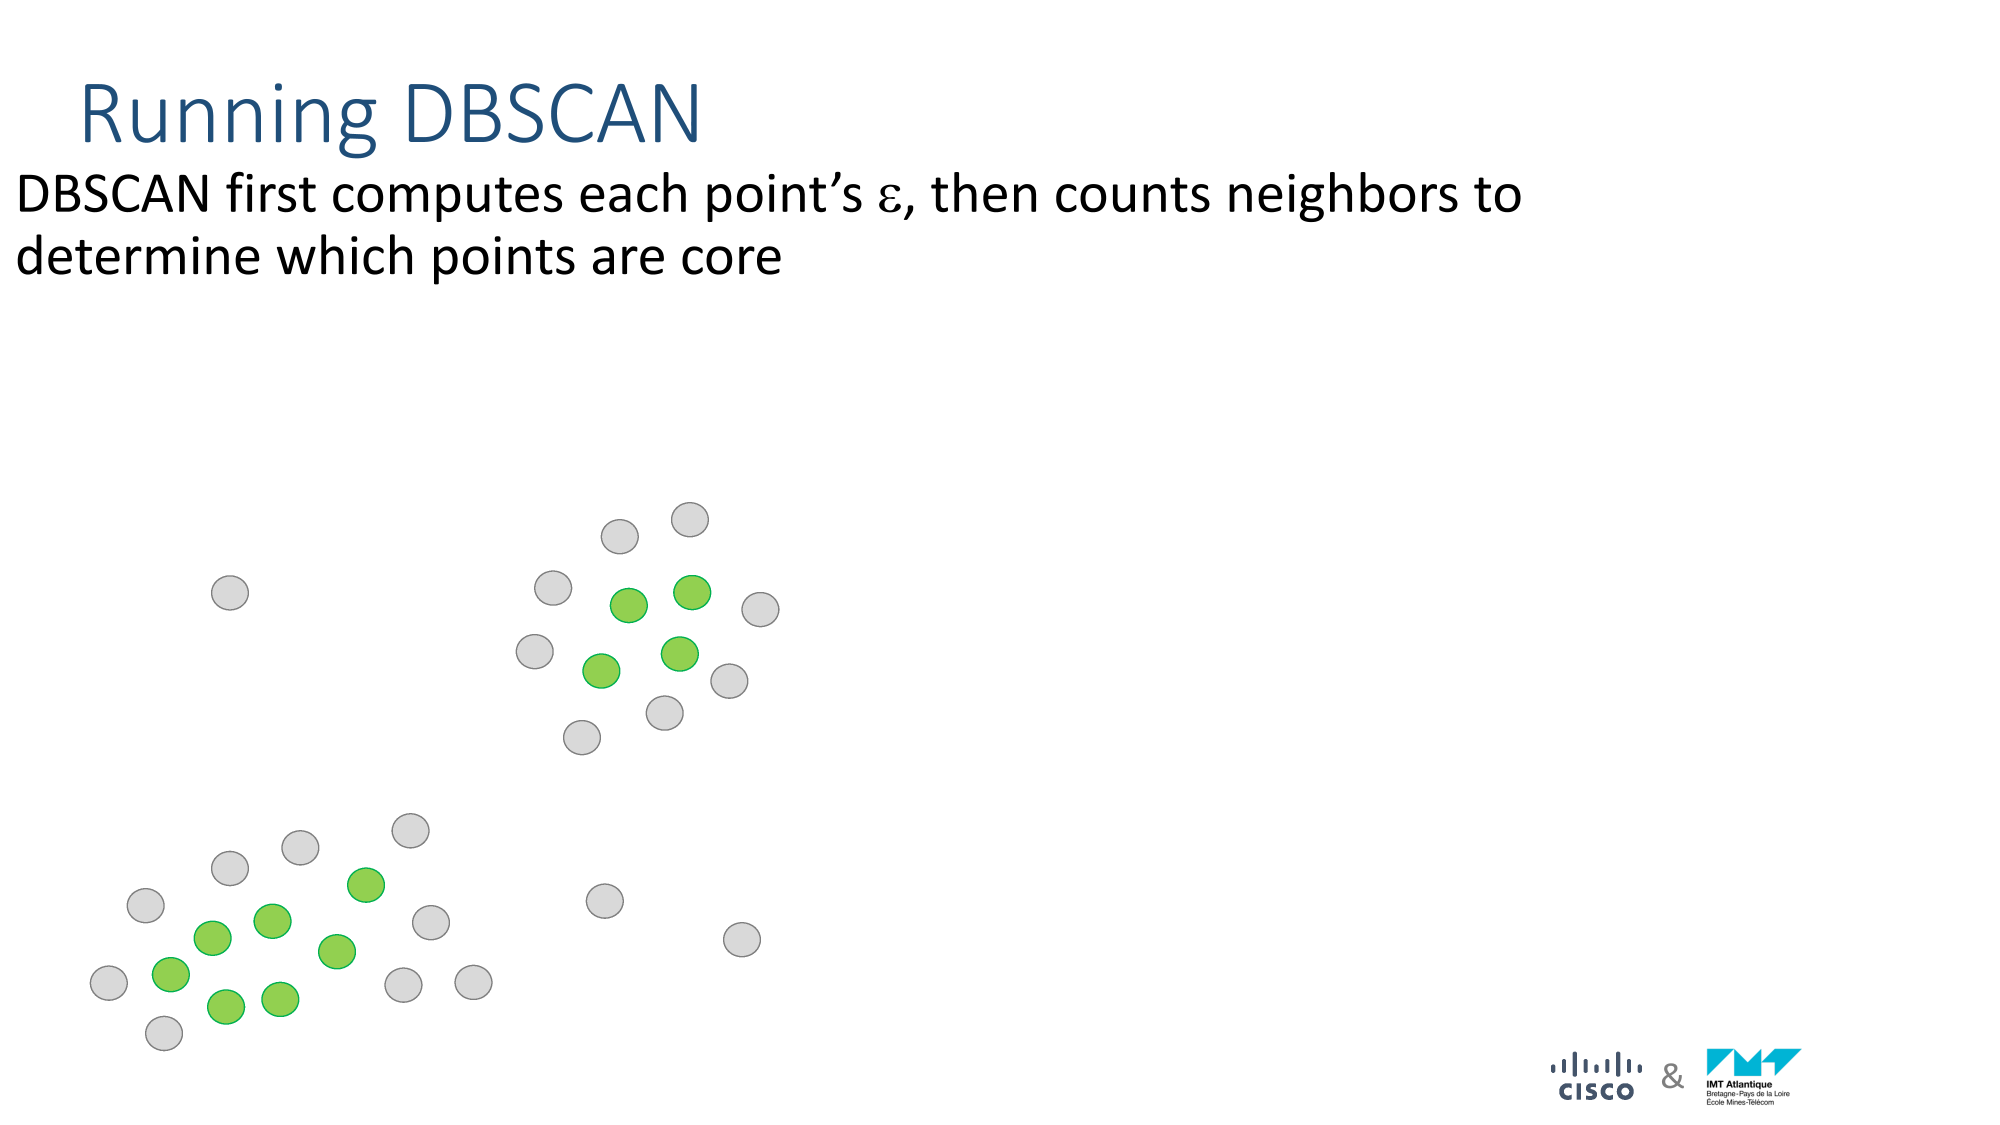 Running DBSCAN
DBSCAN first computes each point’s ε, then counts neighbors to
determine which points are core
CISCO
&
IMT Atlantique
Bretagne-Pays de la Loire
École Mines-Télécom